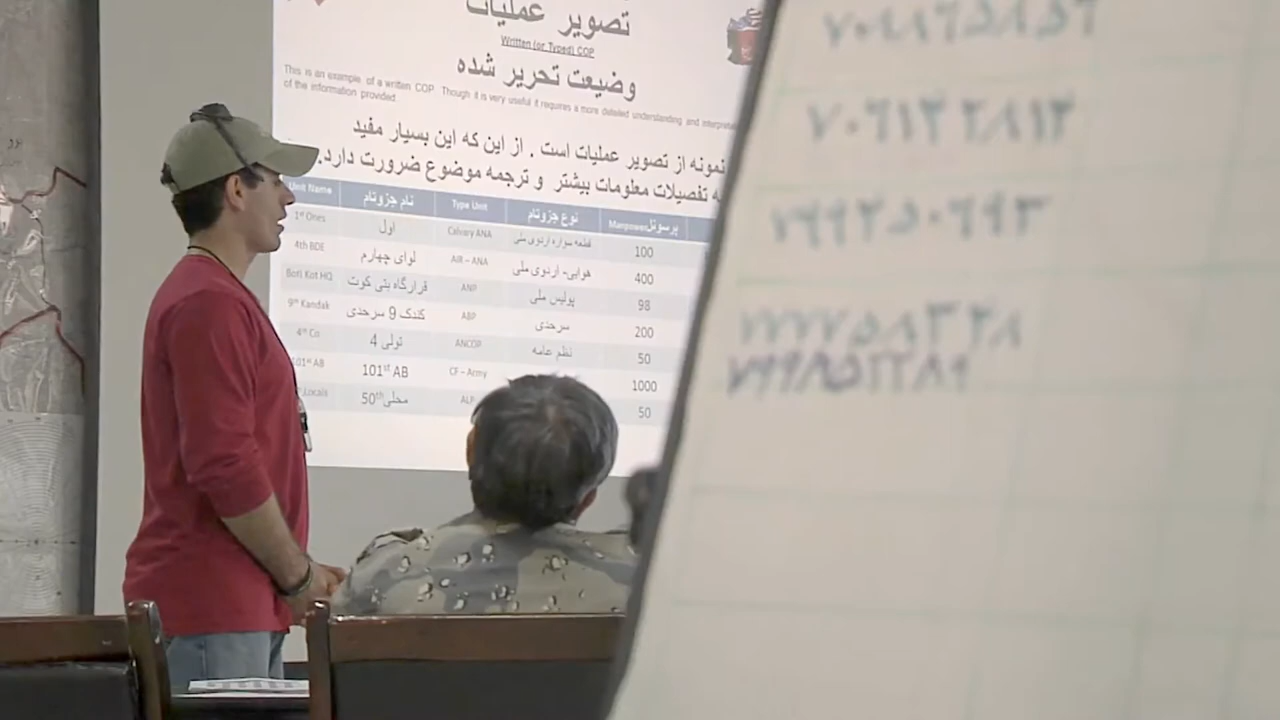 تصویر عملیات
Written (or Typed) COP
وضیعت تحریر شده
This is an example of a written COP. Though it is very useful it requires a more detailed understanding and
of the information provided.
نمونه از تصویر عملیات است . از این که این بسیار مفید
تفصیلات معلومات بیشتر و ترجمه موضوع ضرورت دارد.
Unit Name نام جزوتام Type Unit نوع جزوتام Manpower پرسونل
1st Ones اول Calvary ANA قطعه سواره اردوی ملی 100
4th BDE لوای چهارم AIR – ANA هوایی- اردوی ملی 400
Boti Kot HQ قرارگاه بتی کوت ANP پولیس ملی 98
9th Kandak کندک 9 سرحدی ABP سرحدی 200
4th Co تولی 4 ANCOP نظم عامه 50
101st AB 101st AB CF – Army 1000
Locals محلی 50th ALP 50
۷۰۶۱۳۲۸۱۳
۷۹۹۲۵۰۶۹۳